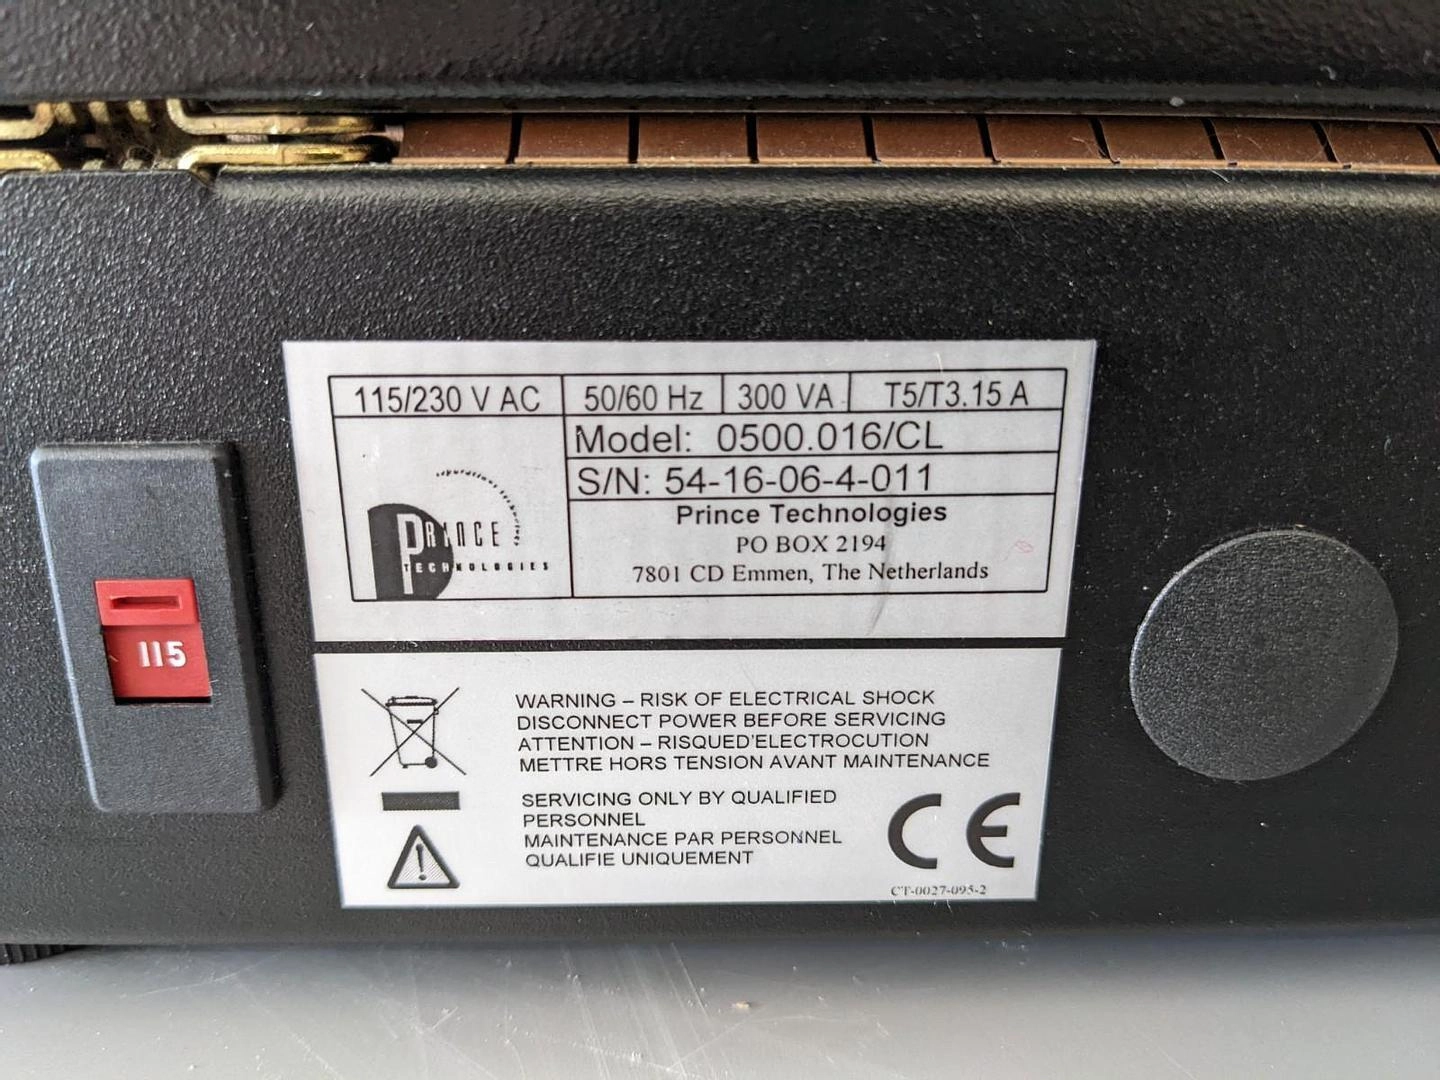 115/230 V AC 50/60 Hz 300 VA T5/T3.15 A
Model: 0500.016/CL
S/N: 54-16-06-4-011
Prince Technologies
PO BOX 2194
7801 CD Emmen, The Netherlands
PRINCE
TECHNOLOGIES
115
WARNING – RISK OF ELECTRICAL SHOCK
DISCONNECT POWER BEFORE SERVICING
ATTENTION – RISQUED'ELECTROCUTION
METTRE HORS TENSION AVANT MAINTENANCE
SERVICING ONLY BY QUALIFIED
PERSONNEL
MAINTENANCE PAR PERSONNEL
QUALIFIE UNIQUEMENT
CE
CT-0027-095-2